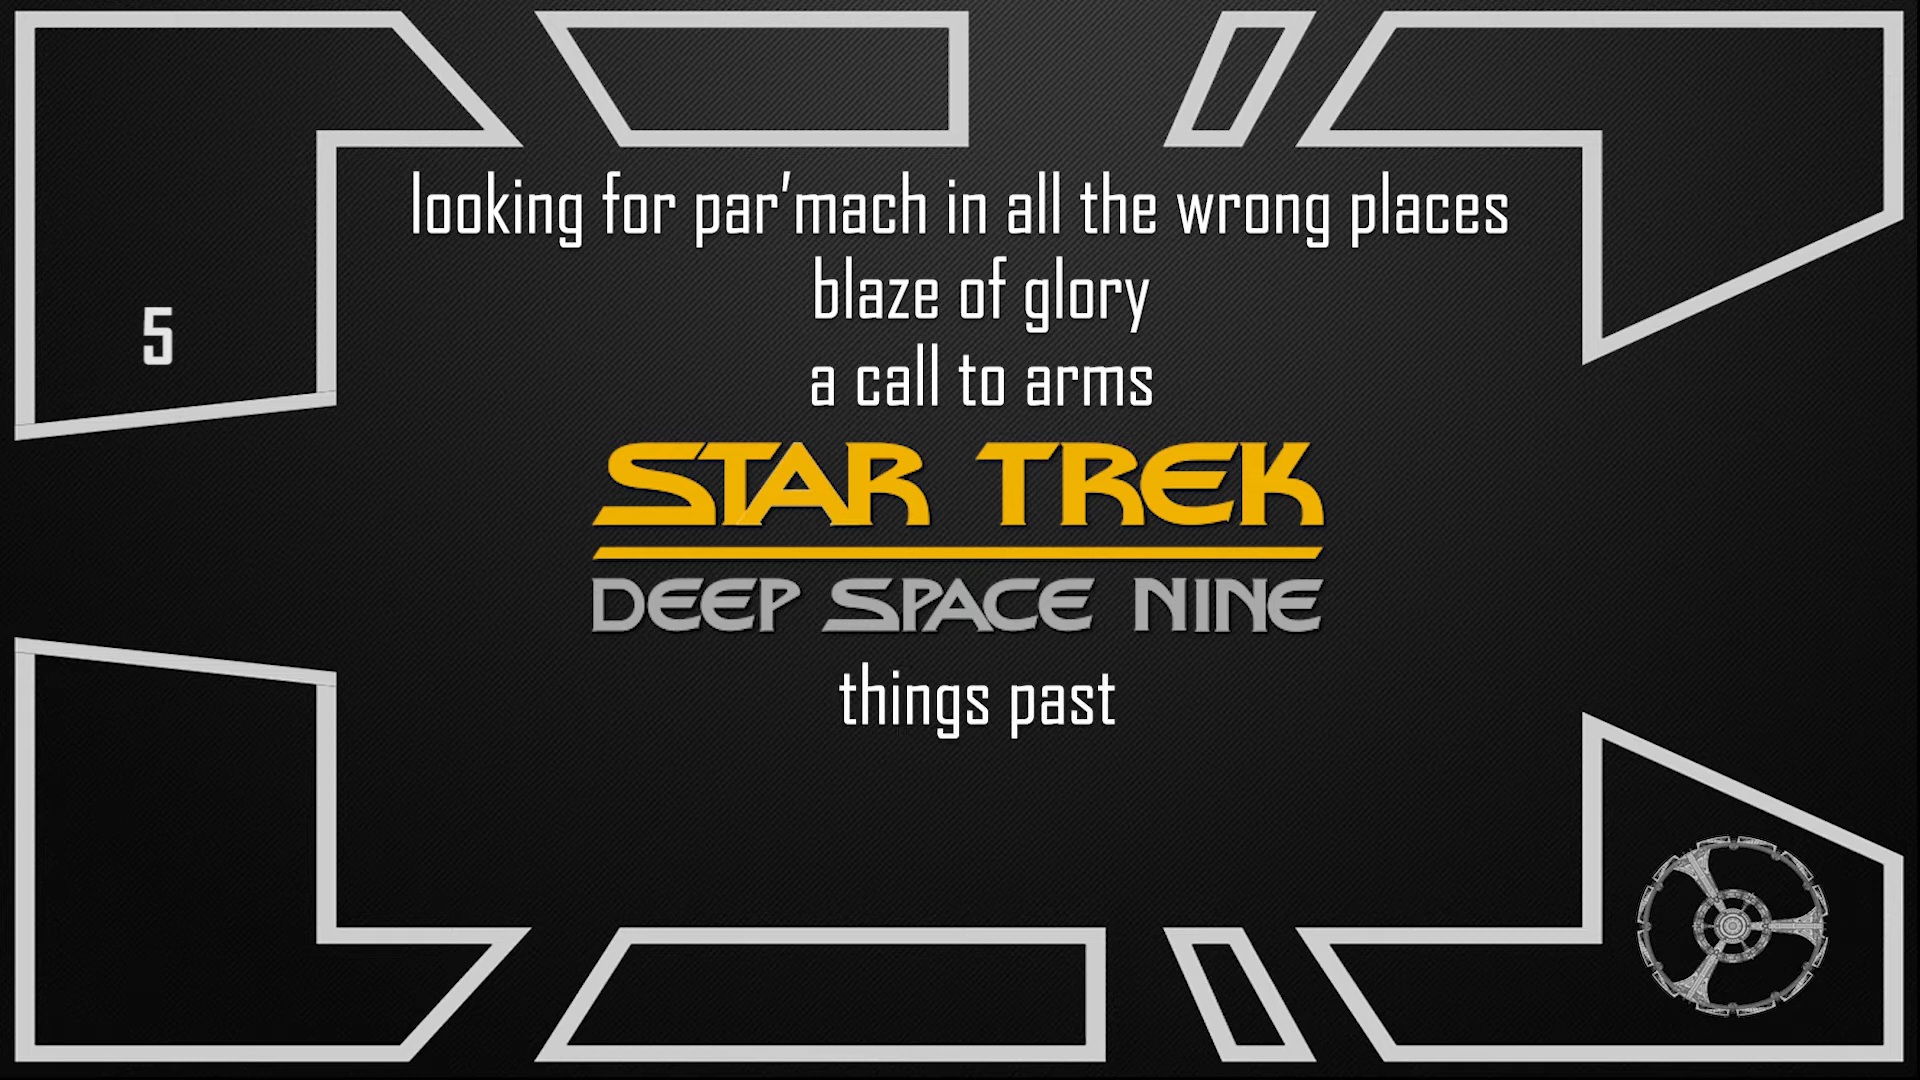 looking for par'mach in all the wrong places
blaze of glory
5
a call to arms
STAR TREK
DEEP SPACE NINE
things past